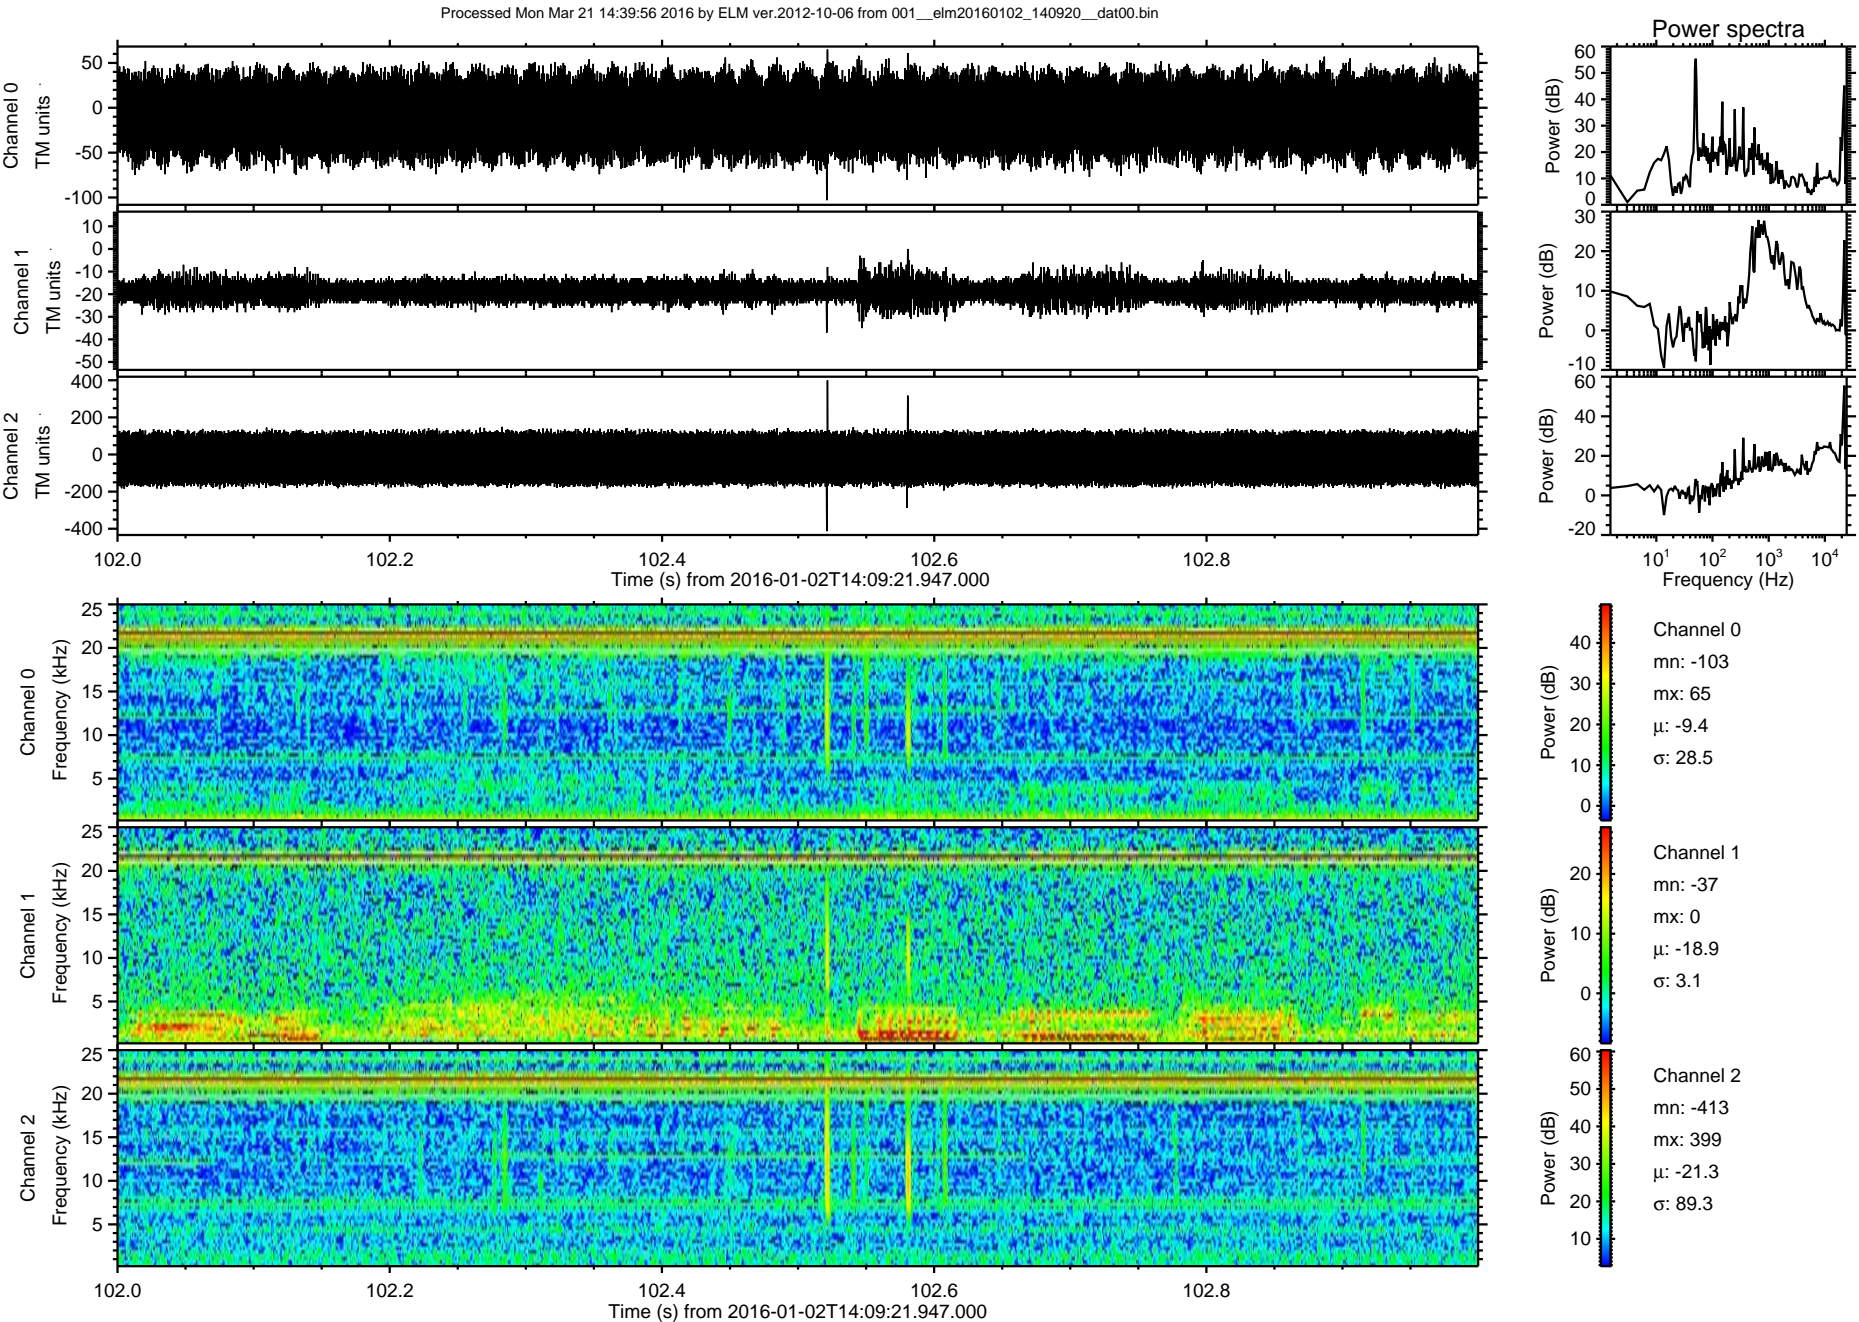 Processed Mon Mar 21 14:39:56 2016 by ELM ver.2012-10-06 from 001__elm20160102_140920__dat00.bin
Power spectra
Channel 0
TM units
50
0
-50
-100
Power (dB)
60
50
40
30
20
10
0
Channel 1
TM units
10
0
-10
-20
-30
-40
-50
Power (dB)
30
20
10
0
-10
Channel 2
TM units
400
200
0
-200
-400
Power (dB)
60
40
20
0
-20
102.0 102.2 102.4 102.6 102.8
Time (s) from 2016-01-02T14:09:21.947.000
10¹ 10² 10³ 10⁴
Frequency (Hz)
Channel 0
Frequency (kHz)
25
20
15
10
5
Power (dB)
40
30
20
10
0
Channel 0
mn: -103
mx: 65
μ: -9.4
σ: 28.5
Channel 1
Frequency (kHz)
25
20
15
10
5
Power (dB)
20
10
0
Channel 1
mn: -37
mx: 0
μ: -18.9
σ: 3.1
Channel 2
Frequency (kHz)
25
20
15
10
5
Power (dB)
60
50
40
30
20
10
Channel 2
mn: -413
mx: 399
μ: -21.3
σ: 89.3
102.0 102.2 102.4 102.6 102.8
Time (s) from 2016-01-02T14:09:21.947.000